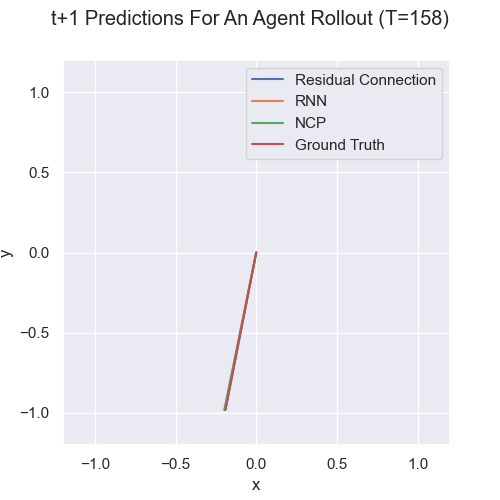 t+1 Predictions For An Agent Rollout (T=158)
Residual Connection
RNN
NCP
Ground Truth
1.0
0.5
0.0
−0.5
−1.0
y
−1.0 −0.5 0.0 0.5 1.0
x